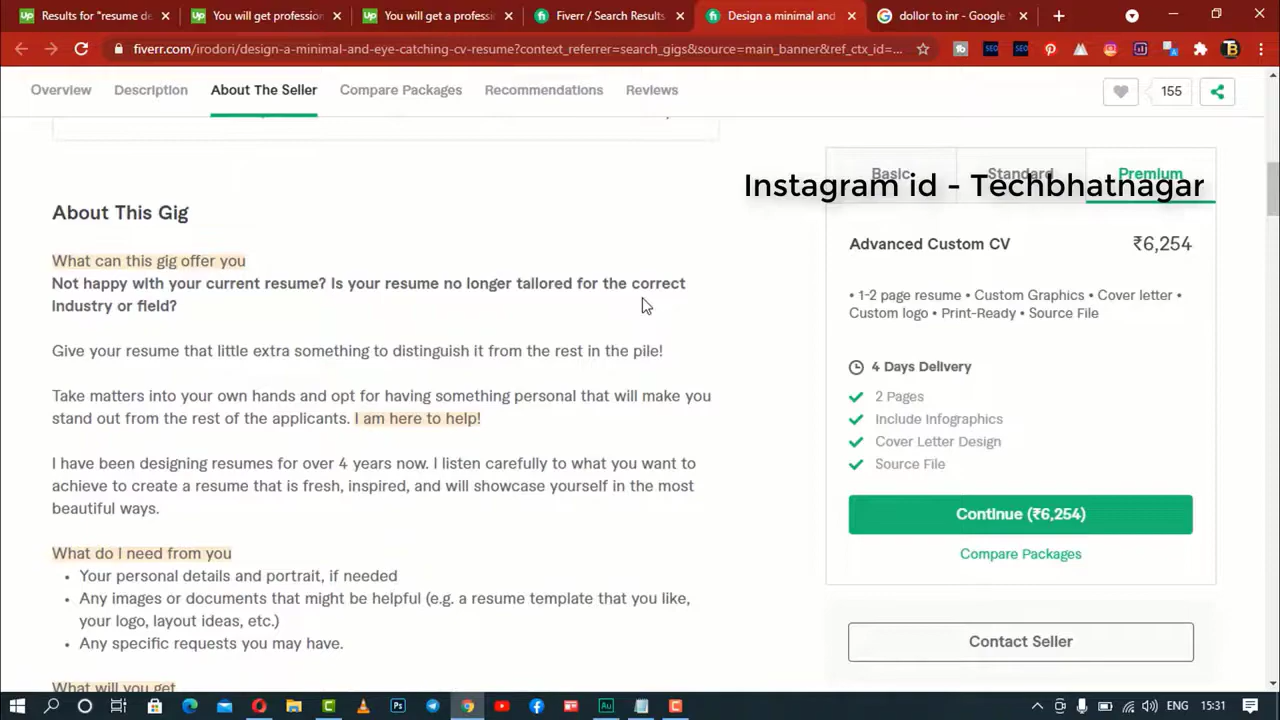 Results for "resume de
You will get profession
You will get a professi
Fiverr / Search Results
Design a minimal and
dollor to inr - Google
fiverr.com/irodori/design-a-minimal-and-eye-catching-cv-resume?context_referrer=search_gigs&source=main_banner&ref_ctx_id=...
Overview
Description
About The Seller
Compare Packages
Recommendations
Reviews
155
Basic
Standard
Premium
Instagram id - Techbhatnagar
About This Gig
What can this gig offer you
Not happy with your current resume? Is your resume no longer tailored for the correct
industry or field?
Give your resume that little extra something to distinguish it from the rest in the pile!
Take matters into your own hands and opt for having something personal that will make you
stand out from the rest of the applicants. I am here to help!
I have been designing resumes for over 4 years now. I listen carefully to what you want to
achieve to create a resume that is fresh, inspired, and will showcase yourself in the most
beautiful ways.
What do I need from you
• Your personal details and portrait, if needed
• Any images or documents that might be helpful (e.g. a resume template that you like,
your logo, layout ideas, etc.)
• Any specific requests you may have.
What will you get
Advanced Custom CV
₹6,254
• 1-2 page resume • Custom Graphics • Cover letter •
Custom logo • Print-Ready • Source File
4 Days Delivery
2 Pages
Include Infographics
Cover Letter Design
Source File
Continue (₹6,254)
Compare Packages
Contact Seller
ENG
15:31